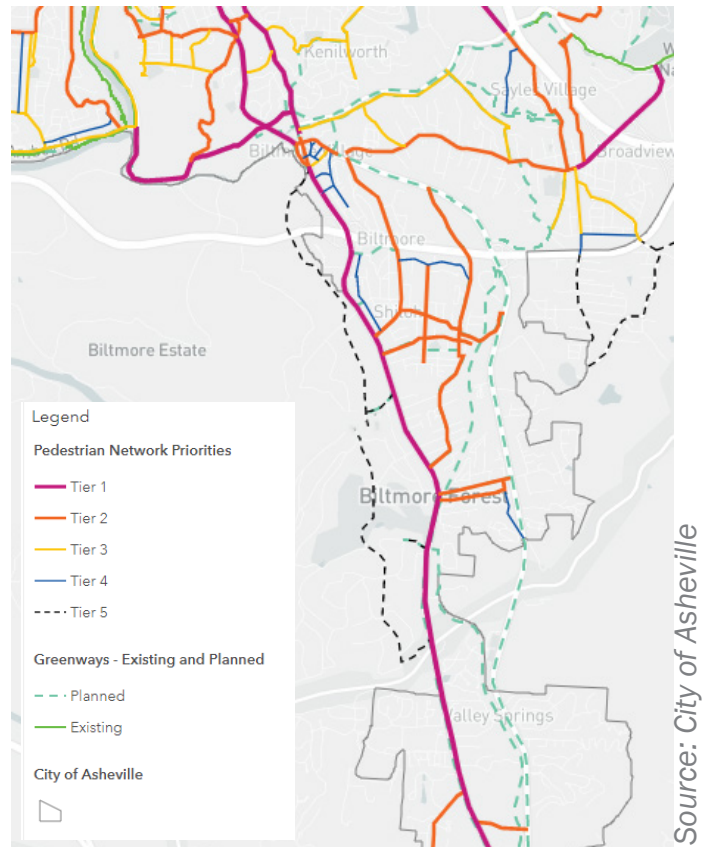 Kenilworth
Sayles Village
Biltmore Village
Broadview
Biltmore
Shiloh
Biltmore Estate
Legend
Pedestrian Network Priorities
Tier 1
Tier 2
Tier 3
Tier 4
Tier 5
Greenways - Existing and Planned
Planned
Existing
City of Asheville
Biltmore Forest
Valley Springs
Source: City of Asheville